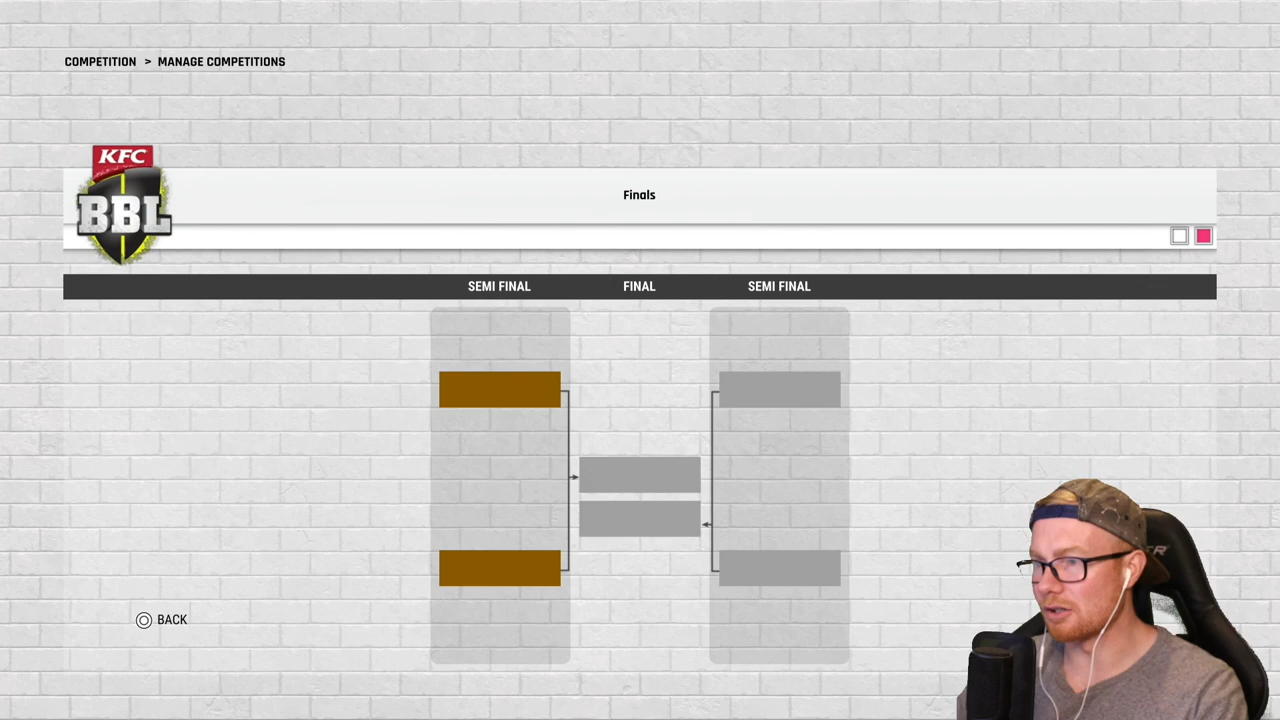 COMPETITION > MANAGE COMPETITIONS
KFC
BBL
Finals
SEMI FINAL FINAL SEMI FINAL
BACK